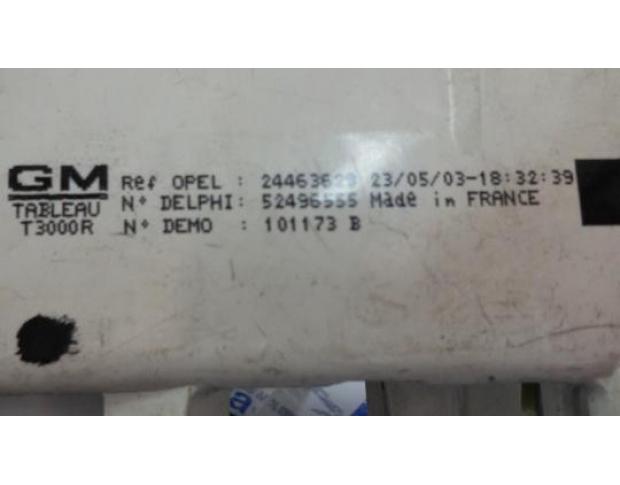 GM Ref OPEL : 24463623 23/05/03-18:32:39
TABLEAU N° DELPHI: 52496555 Made in FRANCE
T3000R N° DEMO : 101173 B